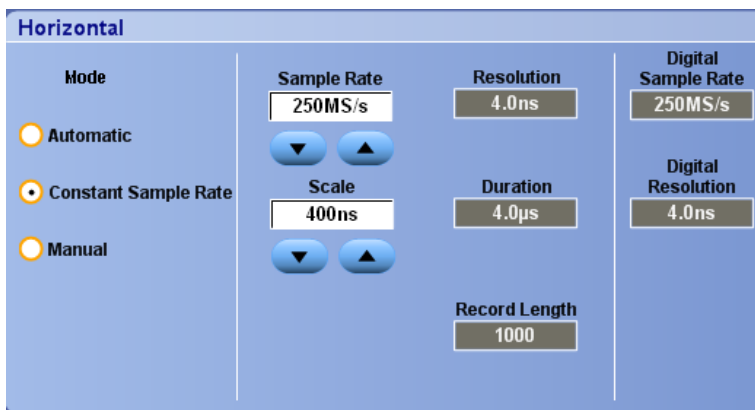 Horizontal
Mode
Automatic
Constant Sample Rate
Manual
Sample Rate
250MS/s
Scale
400ns
Resolution
4.0ns
Duration
4.0µs
Record Length
1000
Digital
Sample Rate
250MS/s
Digital
Resolution
4.0ns